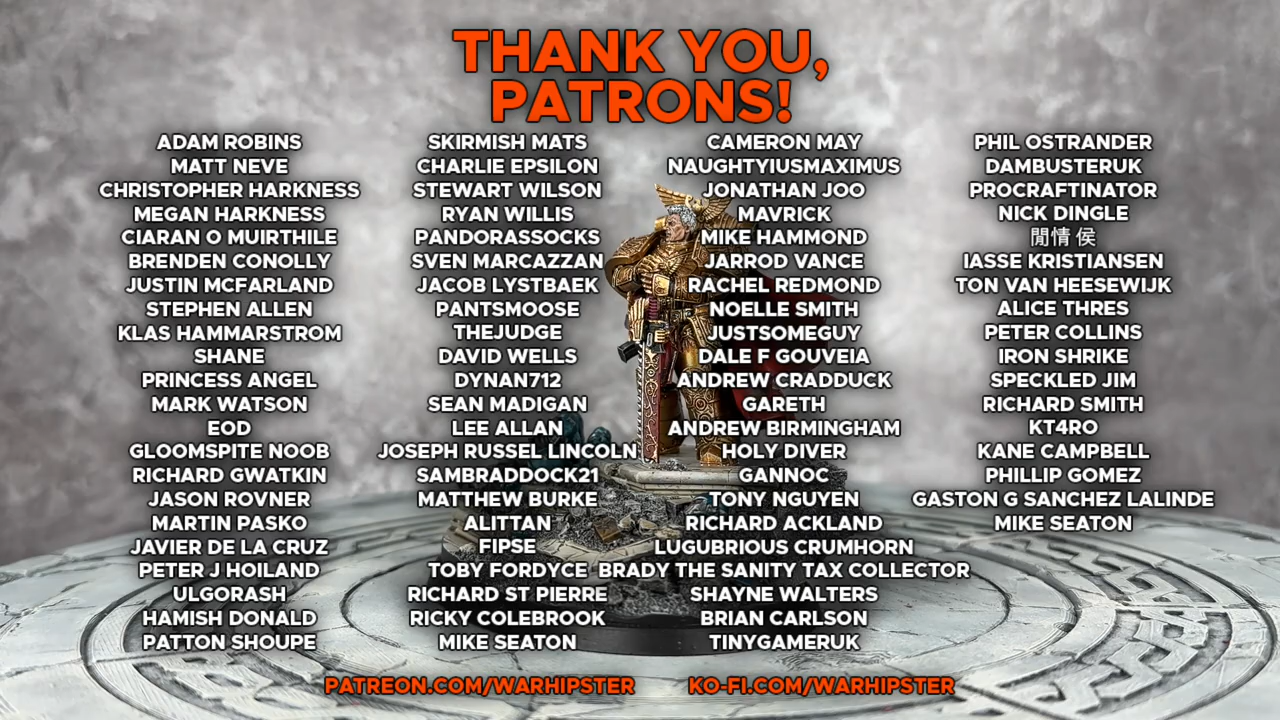 THANK YOU,
PATRONS!
ADAM ROBINS
MATT NEVE
CHRISTOPHER HARKNESS
MEGAN HARKNESS
CIARAN O MUIRTHILE
BRENDEN CONOLLY
JUSTIN MCFARLAND
STEPHEN ALLEN
KLAS HAMMARSTROM
SHANE
PRINCESS ANGEL
MARK WATSON
EOD
GLOOMSPITE NOOB
RICHARD GWATKIN
JASON ROVNER
MARTIN PASKO
JAVIER DE LA CRUZ
PETER J HOILAND
ULGORASH
HAMISH DONALD
PATTON SHOUPE
SKIRMISH MATS
CHARLIE EPSILON
STEWART WILSON
RYAN WILLIS
PANDORASSOCKS
SVEN MARCAZZAN
JACOB LYSTBAEK
PANTSMOOSE
THEJUDGE
DAVID WELLS
DYNAN712
SEAN MADIGAN
LEE ALLAN
JOSEPH RUSSEL LINCOLN
SAMBRADDOCK21
MATTHEW BURKE
ALITTAN
FIPSE
TOBY FORDYCE
RICHARD ST PIERRE
RICKY COLEBROOK
MIKE SEATON
CAMERON MAY
NAUGHTYIUSMAXIMUS
JONATHAN JOO
MAVRICK
MIKE HAMMOND
JARROD VANCE
RACHEL REDMOND
NOELLE SMITH
JUSTSOMEGUY
DALE F GOUVEIA
ANDREW CRADDUCK
GARETH
ANDREW BIRMINGHAM
HOLY DIVER
GANNOC
TONY NGUYEN
RICHARD ACKLAND
LUGUBRIOUS CRUMHORN
BRADY THE SANITY TAX COLLECTOR
SHAYNE WALTERS
BRIAN CARLSON
TINYGAMERUK
PHIL OSTRANDER
DAMBUSTERUK
PROCRAFTINATOR
NICK DINGLE
閒情 侯
IASSE KRISTIANSEN
TON VAN HEESEWIJK
ALICE THRES
PETER COLLINS
IRON SHRIKE
SPECKLED JIM
RICHARD SMITH
KT4RO
KANE CAMPBELL
PHILLIP GOMEZ
GASTON G SANCHEZ LALINDE
MIKE SEATON
PATREON.COM/WARHIPSTER
KO-FI.COM/WARHIPSTER